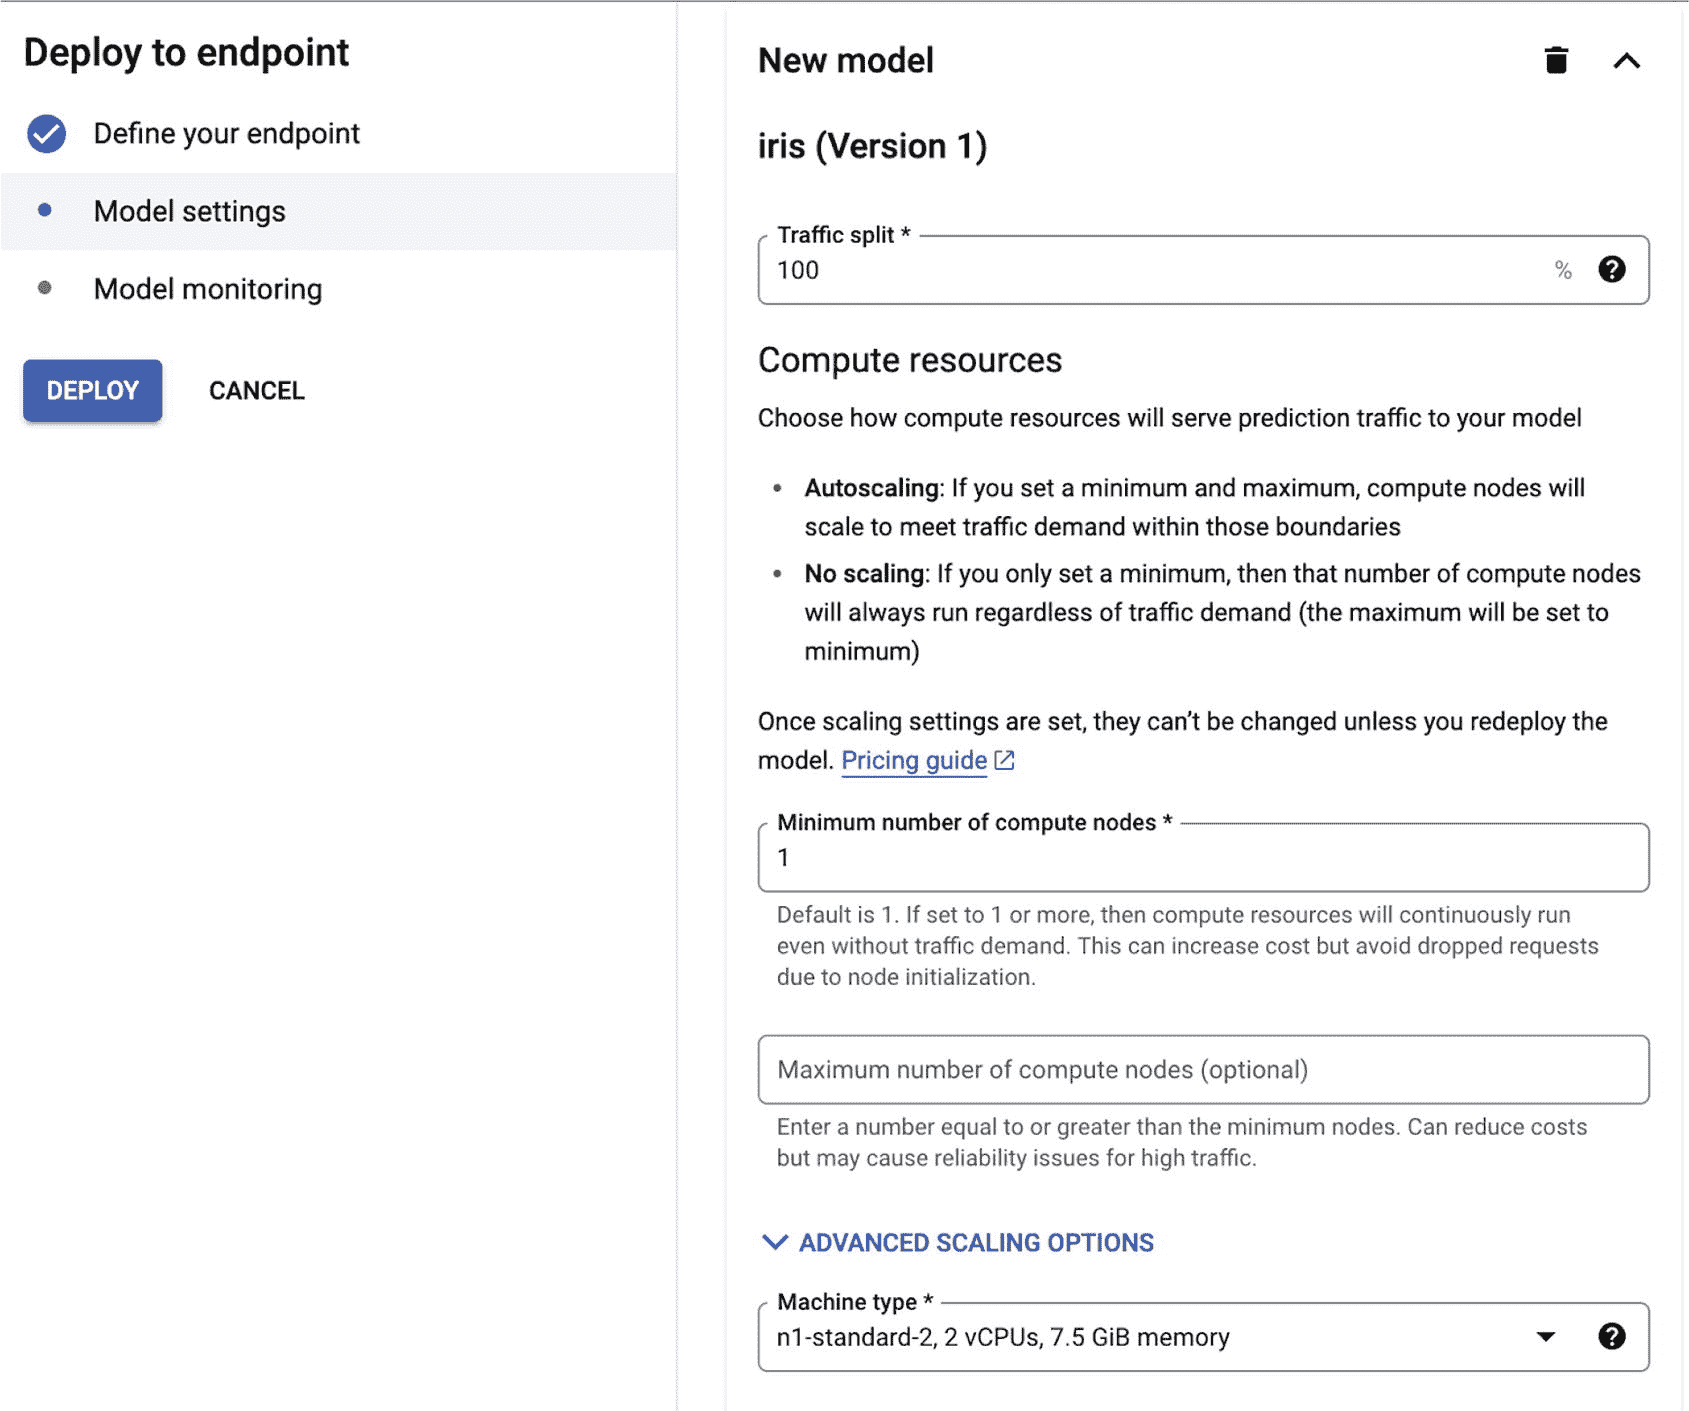 Deploy to endpoint
Define your endpoint
Model settings
Model monitoring
DEPLOY
CANCEL
New model
iris (Version 1)
Traffic split *
100
%
Compute resources
Choose how compute resources will serve prediction traffic to your model
• Autoscaling: If you set a minimum and maximum, compute nodes will
scale to meet traffic demand within those boundaries
• No scaling: If you only set a minimum, then that number of compute nodes
will always run regardless of traffic demand (the maximum will be set to
minimum)
Once scaling settings are set, they can’t be changed unless you redeploy the
model. Pricing guide
Minimum number of compute nodes *
1
Default is 1. If set to 1 or more, then compute resources will continuously run
even without traffic demand. This can increase cost but avoid dropped requests
due to node initialization.
Maximum number of compute nodes (optional)
Enter a number equal to or greater than the minimum nodes. Can reduce costs
but may cause reliability issues for high traffic.
ADVANCED SCALING OPTIONS
Machine type *
n1-standard-2, 2 vCPUs, 7.5 GiB memory